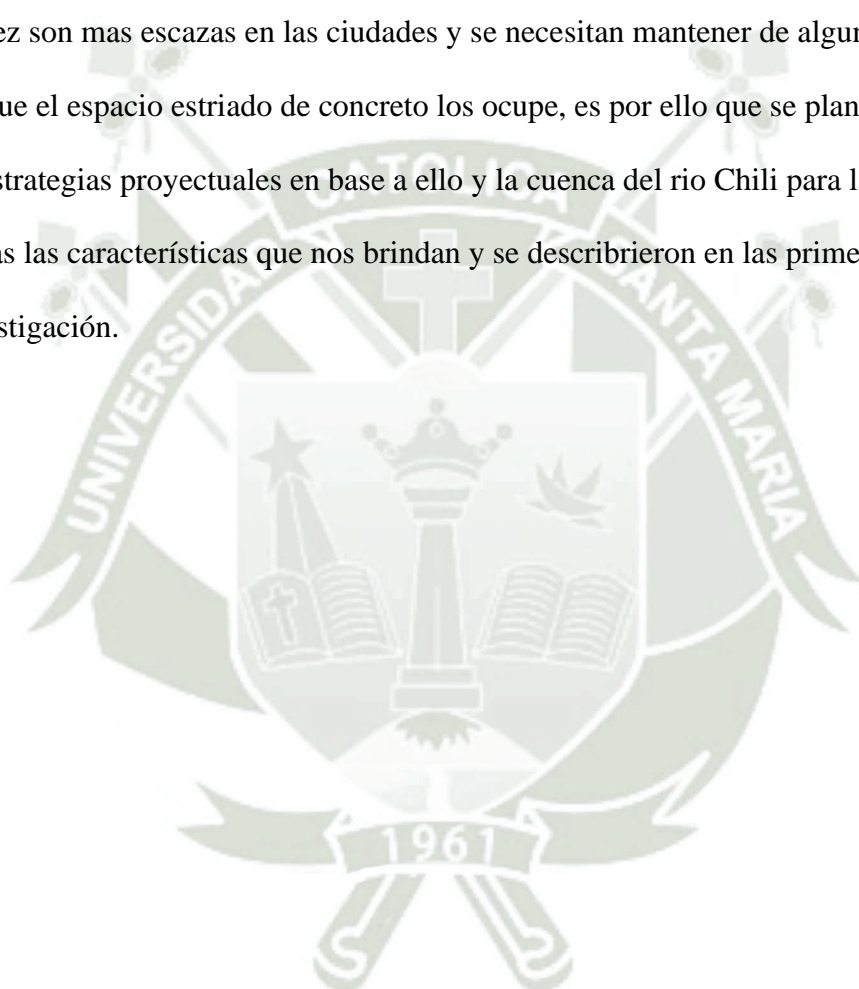 ez son mas escazas en las ciudades y se necesitan mantener de algun
ue el espacio estriado de concreto los ocupe, es por ello que se plan
strategias proyectuales en base a ello y la cuenca del rio Chili para l
as las características que nos brindan y se describrieron en las prime
stigación.
UNIVERSIDAD CATOLICA SANTA MARIA
1961